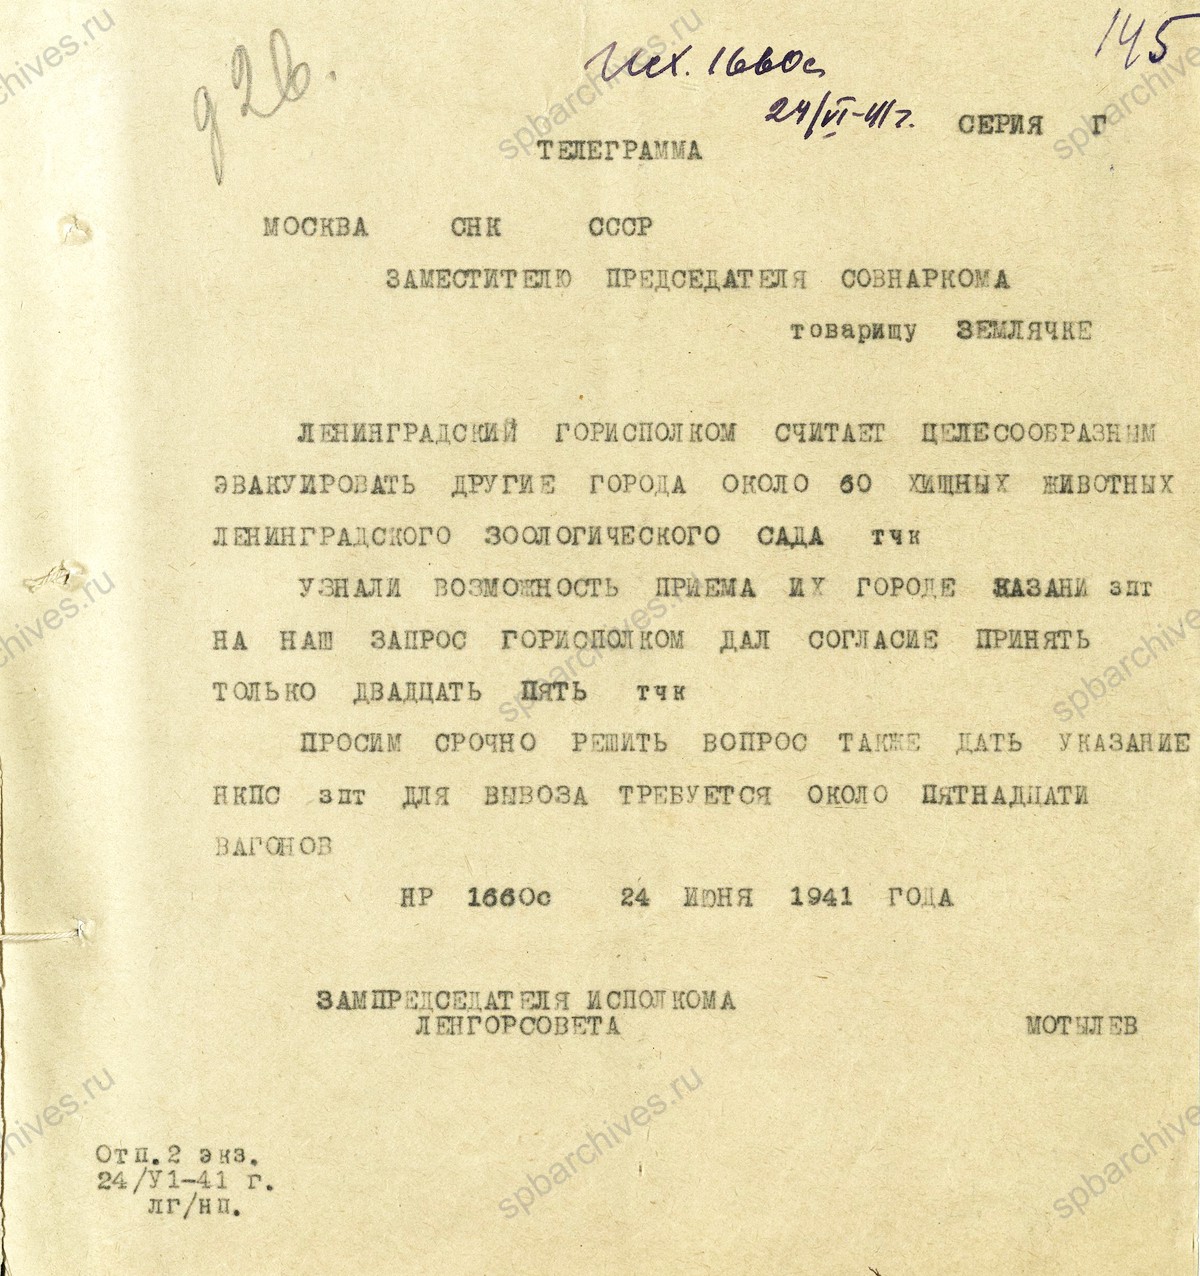 д 26.
Исх. 1660с
145
24/VI-41г.
СЕРИЯ Г
ТЕЛЕГРАММА
МОСКВА СНК СССР
ЗАМЕСТИТЕЛЮ ПРЕДСЕДАТЕЛЯ СОВНАРКОМА
товарищу ЗЕМЛЯЧКЕ
ЛЕНИНГРАДСКИЙ ГОРИСПОЛКОМ СЧИТАЕТ ЦЕЛЕСООБРАЗНЫМ
ЭВАКУИРОВАТЬ ДРУГИЕ ГОРОДА ОКОЛО 60 ХИЩНЫХ ЖИВОТНЫХ
ЛЕНИНГРАДСКОГО ЗООЛОГИЧЕСКОГО САДА тчк
УЗНАЛИ ВОЗМОЖНОСТЬ ПРИЕМА ИХ ГОРОДЕ КАЗАНИ зпт
НА НАШ ЗАПРОС ГОРИСПОЛКОМ ДАЛ СОГЛАСИЕ ПРИНЯТЬ
ТОЛЬКО ДВАДЦАТЬ ПЯТЬ тчк
ПРОСИМ СРОЧНО РЕШИТЬ ВОПРОС ТАКЖЕ ДАТЬ УКАЗАНИЕ
НКПС зпт ДЛЯ ВЫВОЗА ТРЕБУЕТСЯ ОКОЛО ПЯТНАДЦАТИ
ВАГОНОВ
НР 1660с 24 ИЮНЯ 1941 ГОДА
ЗАМПРЕДСЕДАТЕЛЯ ИСПОЛКОМА
ЛЕНГОРСОВЕТА МОТЫЛЕВ
Отп.2 экз.
24/У1-41 г.
лг/нп.
spbarchives.ru